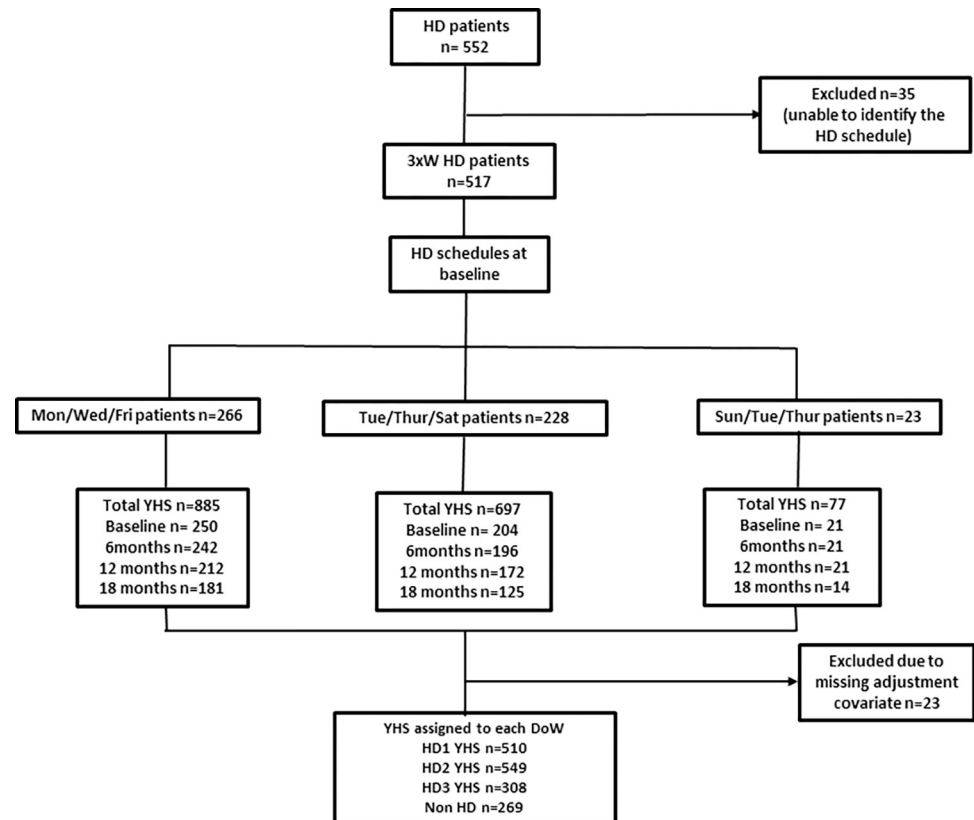 HD patients
n= 552
Excluded n=35
(unable to identify the
HD schedule)
3xW HD patients
n=517
HD schedules at
baseline
Mon/Wed/Fri patients n=266
Tue/Thur/Sat patients n=228
Sun/Tue/Thur patients n=23
Total YHS n=885
Baseline n= 250
6months n=242
12 months n=212
18 months n=181
Total YHS n=697
Baseline n= 204
6months n=196
12 months n=172
18 months n=125
Total YHS n=77
Baseline n= 21
6months n=21
12 months n=21
18 months n=14
Excluded due to
missing adjustment
covariate n=23
YHS assigned to each DoW
HD1 YHS n=510
HD2 YHS n=549
HD3 YHS n=308
Non HD n=269